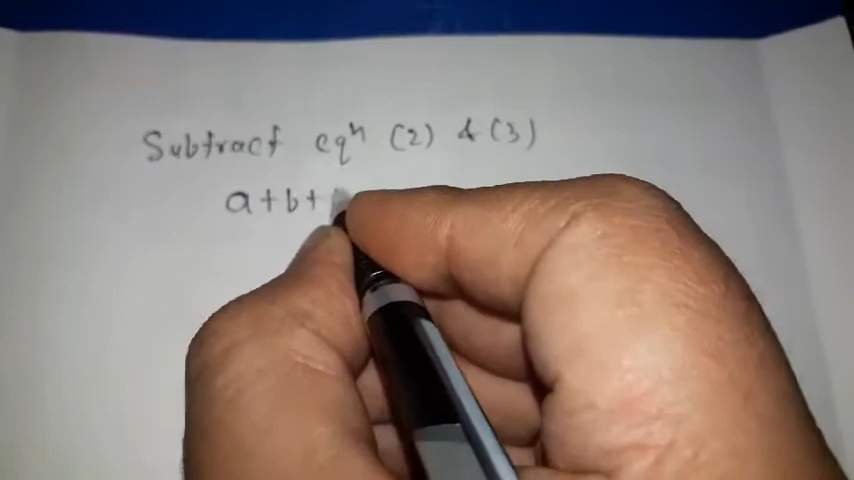 Subtract eqⁿ (2) & (3)
a+b+